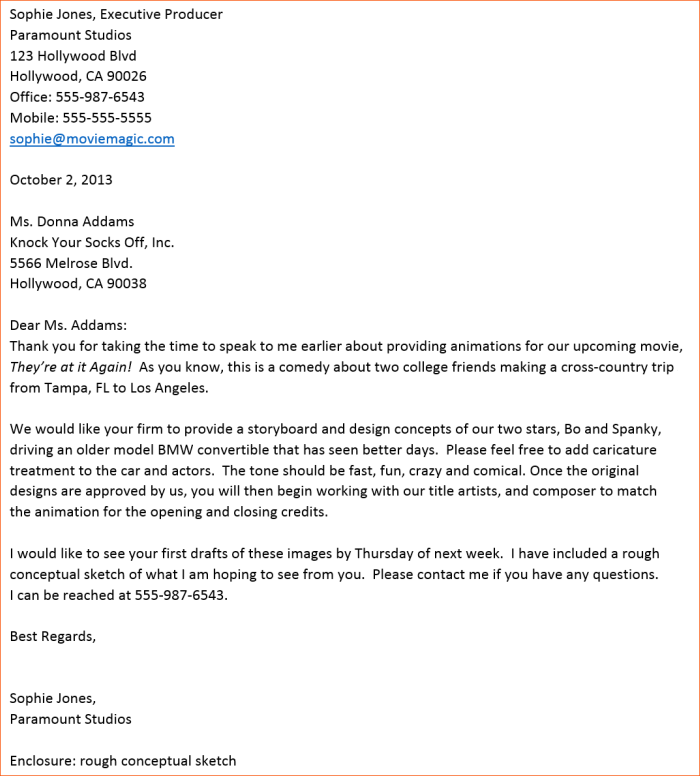 Sophie Jones, Executive Producer
Paramount Studios
123 Hollywood Blvd
Hollywood, CA 90026
Office: 555-987-6543
Mobile: 555-555-5555
sophie@moviemagic.com
October 2, 2013
Ms. Donna Addams
Knock Your Socks Off, Inc.
5566 Melrose Blvd.
Hollywood, CA 90038
Dear Ms. Addams:
Thank you for taking the time to speak to me earlier about providing animations for our upcoming movie,
They’re at it Again!  As you know, this is a comedy about two college friends making a cross-country trip
from Tampa, FL to Los Angeles.
We would like your firm to provide a storyboard and design concepts of our two stars, Bo and Spanky,
driving an older model BMW convertible that has seen better days.  Please feel free to add caricature
treatment to the car and actors.  The tone should be fast, fun, crazy and comical. Once the original
designs are approved by us, you will then begin working with our title artists, and composer to match
the animation for the opening and closing credits.
I would like to see your first drafts of these images by Thursday of next week.  I have included a rough
conceptual sketch of what I am hoping to see from you.  Please contact me if you have any questions.
I can be reached at 555-987-6543.
Best Regards,
Sophie Jones,
Paramount Studios
Enclosure: rough conceptual sketch